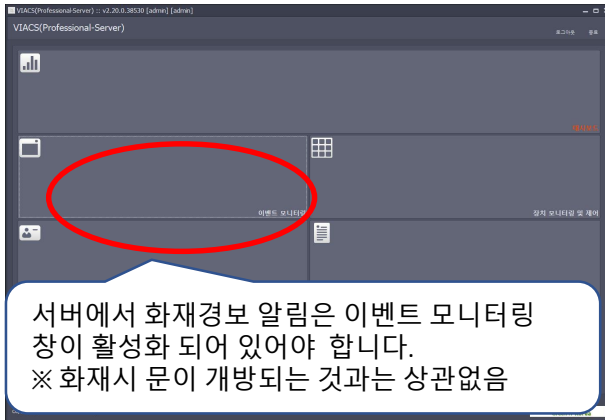 VIACS(Professional-Server) :: v2.20.0.38530 [admin] [admin]
VIACS(Professional-Server)
로그아웃 종료
대시보드
이벤트 모니터링
장치 모니터링 및 제어
서버에서 화재경보 알림은 이벤트 모니터링
창이 활성화 되어 있어야 합니다.
※ 화재시 문이 개방되는 것과는 상관없음